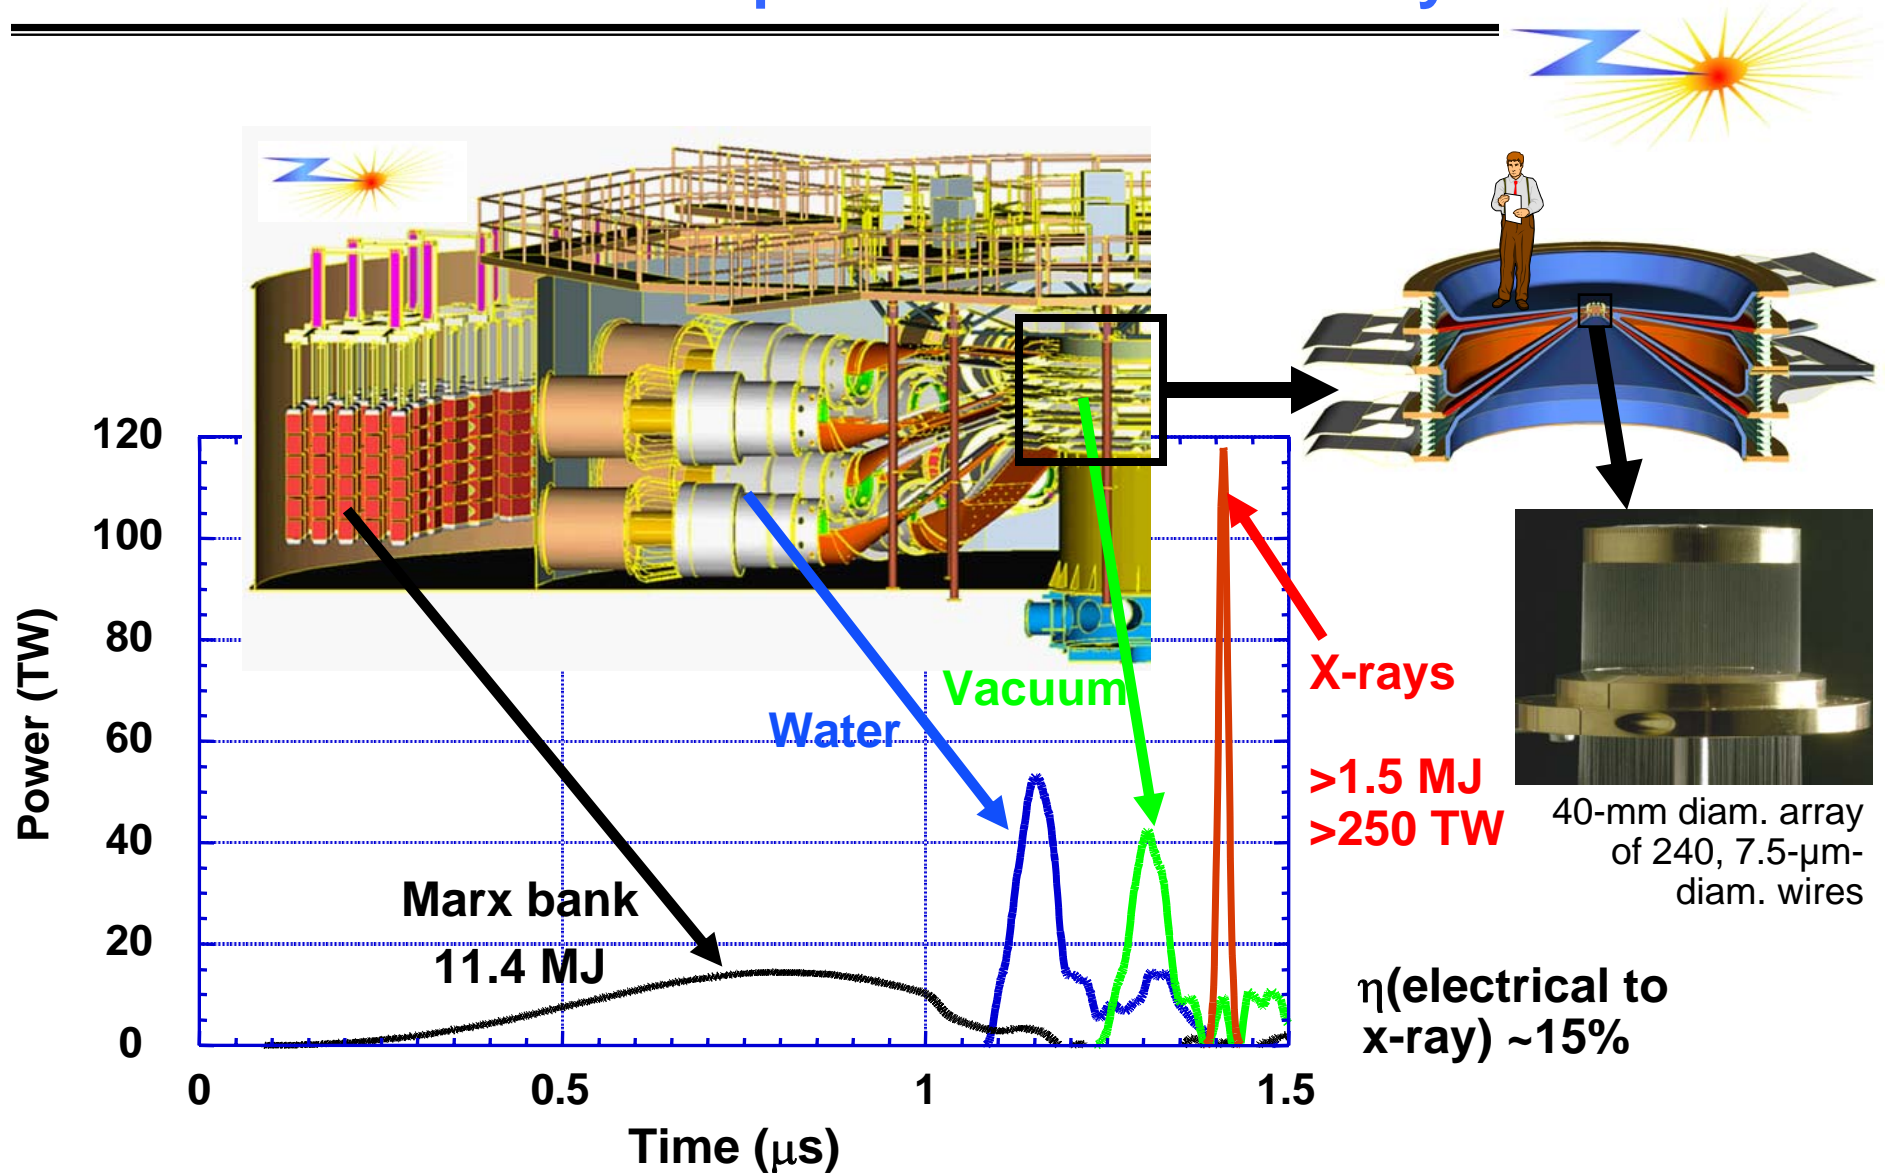 120
100
80
60
40
20
0
Power (TW)
0
0.5
1
1.5
Time (μs)
Marx bank
11.4 MJ
Water
Vacuum
X-rays
>1.5 MJ
>250 TW
40-mm diam. array
of 240, 7.5-μm-
diam. wires
η(electrical to
x-ray) ~15%